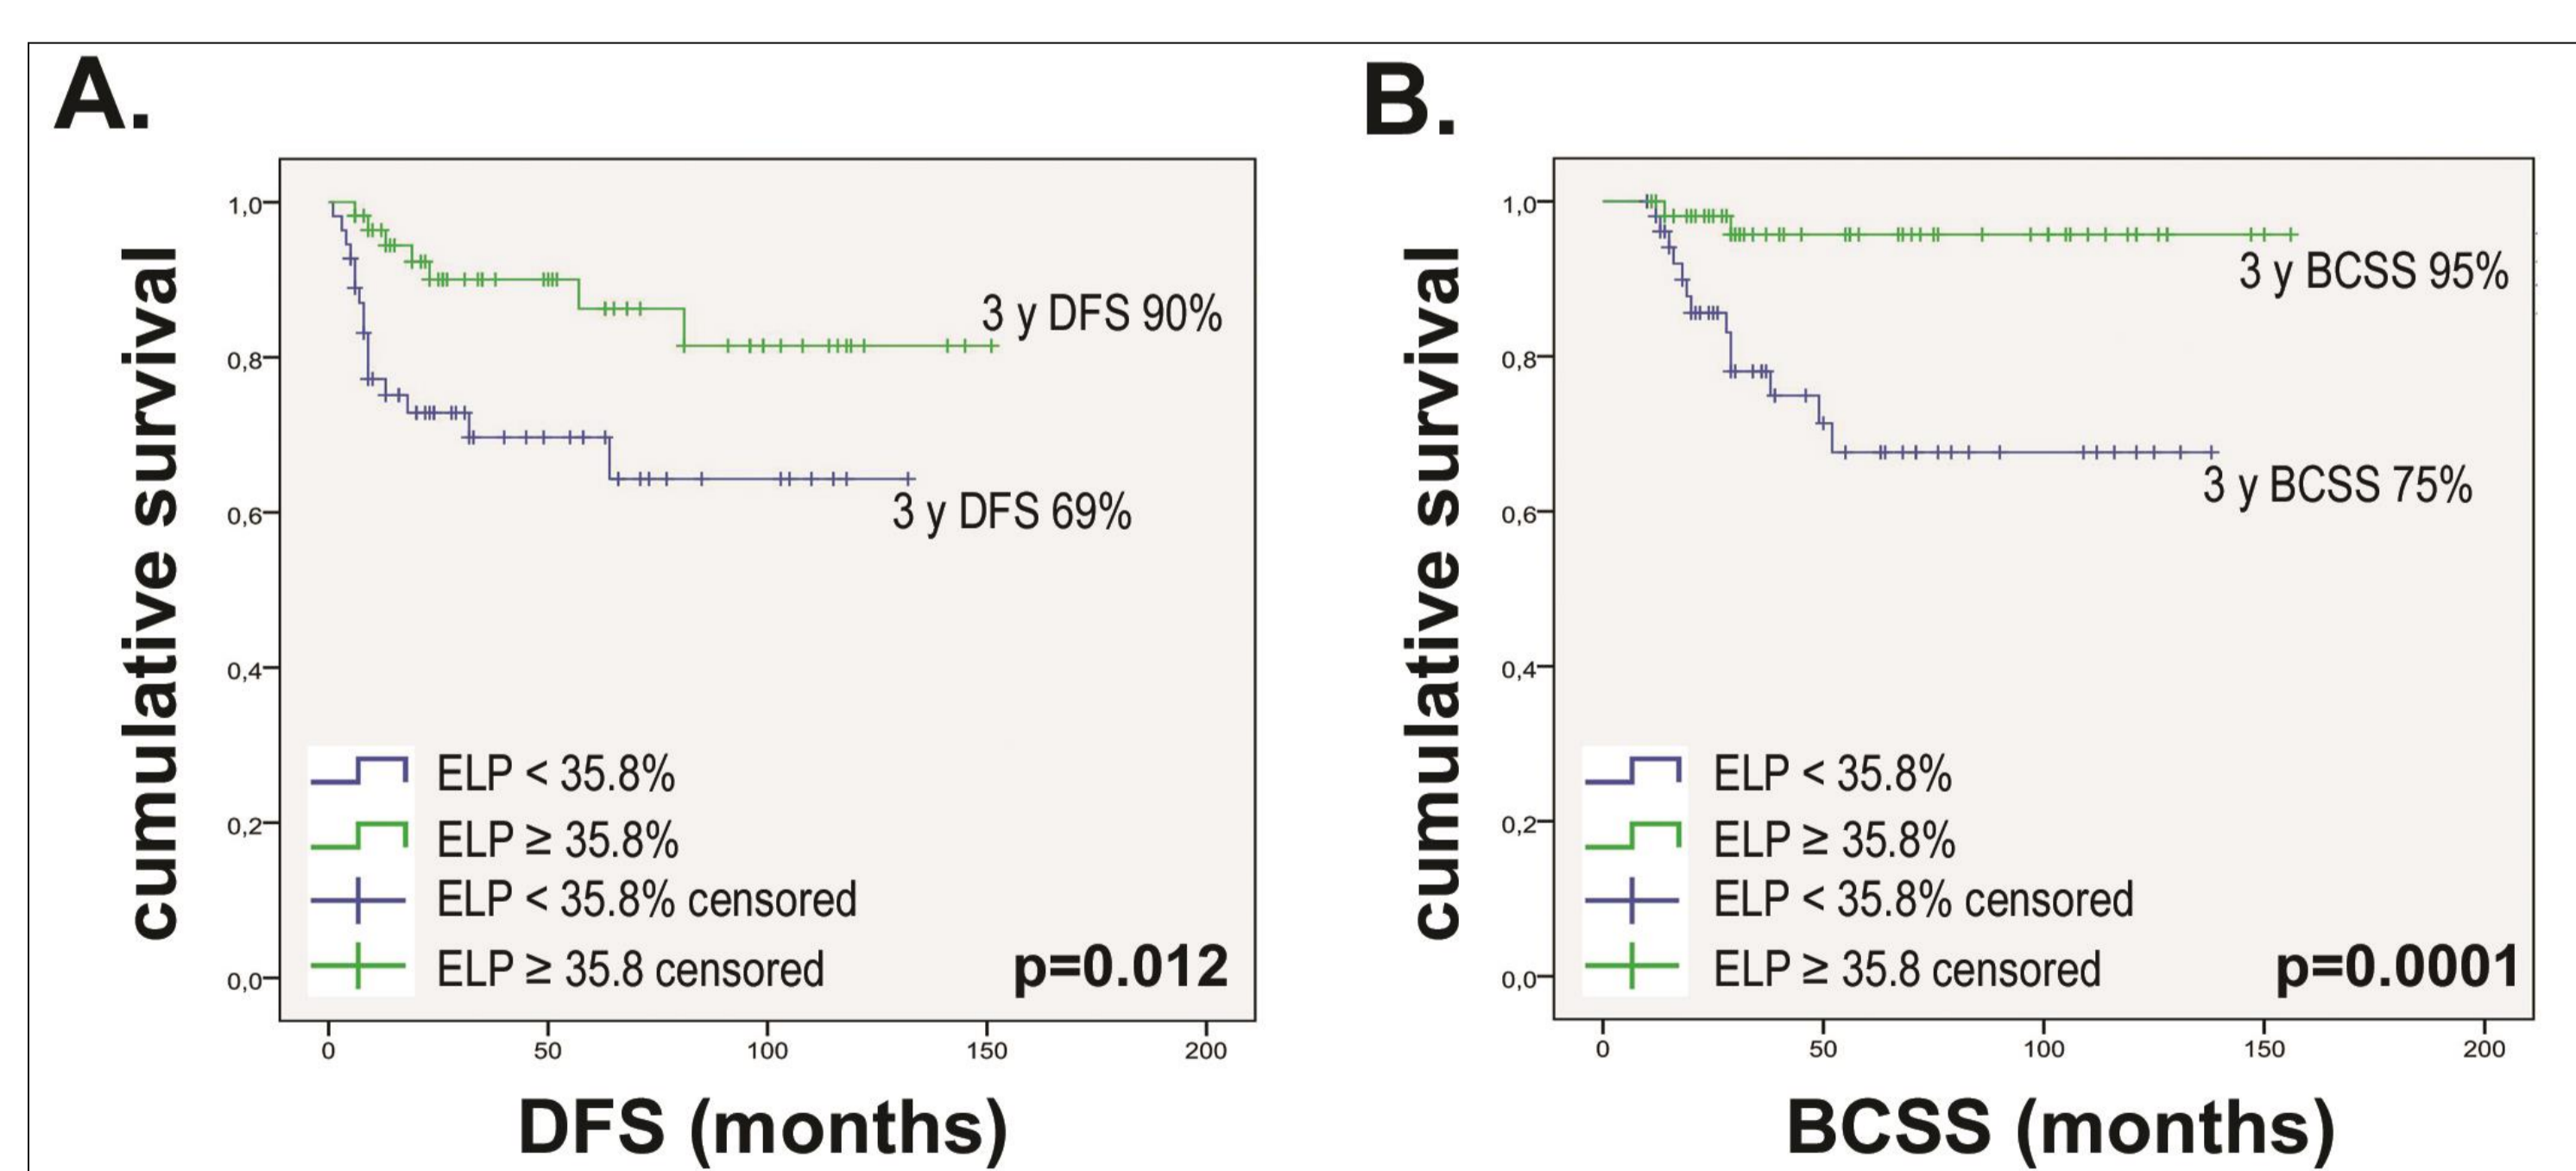 A.
cumulative survival
1,0
0,8
0,6
0,4
0,2
0,0
3 y DFS 90%
3 y DFS 69%
ELP < 35.8%
ELP ≥ 35.8%
ELP < 35.8% censored
ELP ≥ 35.8 censored
p=0.012
0 50 100 150 200
DFS (months)
B.
cumulative survival
1,0
0,8
0,6
0,4
0,2
0,0
3 y BCSS 95%
3 y BCSS 75%
ELP < 35.8%
ELP ≥ 35.8%
ELP < 35.8% censored
ELP ≥ 35.8 censored
p=0.0001
0 50 100 150 200
BCSS (months)